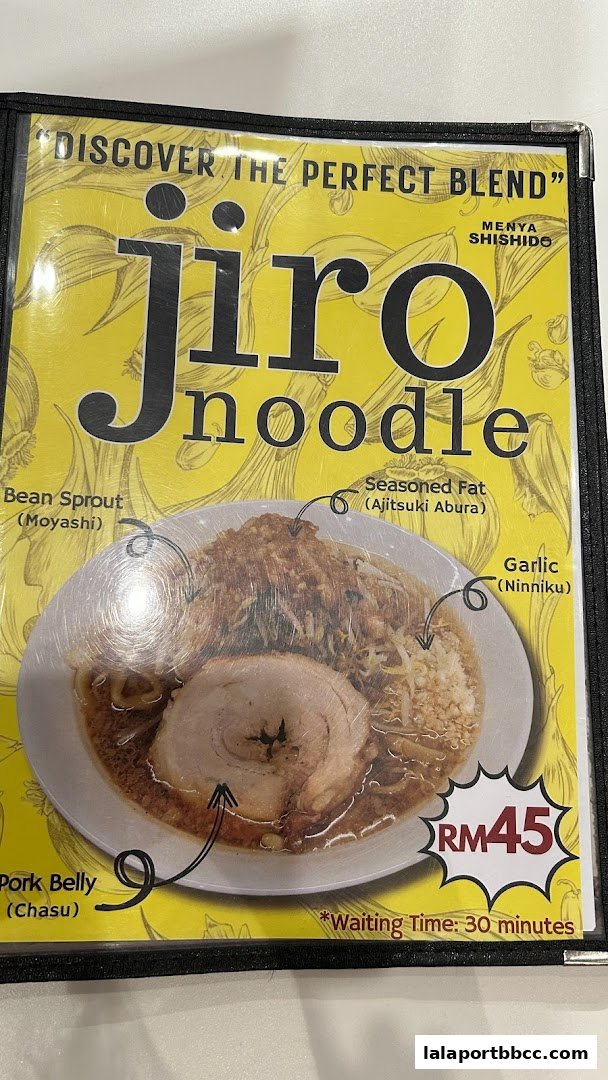 "DISCOVER THE PERFECT BLEND"
MENYA
SHISHIDO
jiro
noodle
Bean Sprout
(Moyashi)
Seasoned Fat
(Ajitsuki Abura)
Garlic
(Ninniku)
RM45
Pork Belly
(Chasu)
*Waiting Time: 30 minutes
lalaportbbcc.com